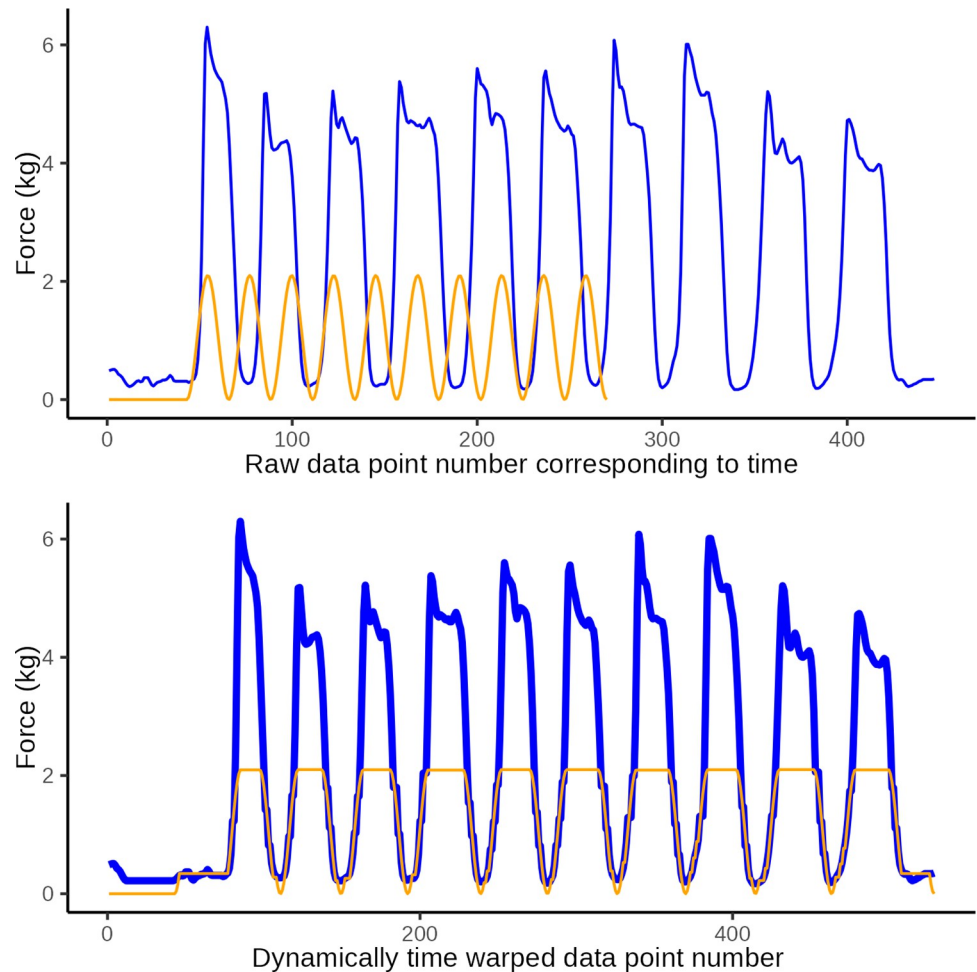 Force (kg)
6
4
2
0
0 100 200 300 400
Raw data point number corresponding to time
Force (kg)
6
4
2
0
0 200 400
Dynamically time warped data point number